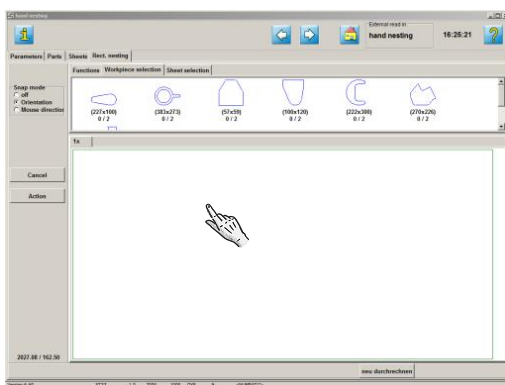 hand nesting
External read in
hand nesting
16:25:21
Parameters Parts Sheets Rect. nesting
Functions Workpiece selection Sheet selection
Snap mode
off
Orientation
Mouse direction
(227x100)
0 / 2
(383x273)
0 / 2
(57x59)
0 / 2
(100x120)
0 / 2
(222x300)
0 / 2
(270x226)
0 / 2
1x
Cancel
Action
2027.08 / 162.50
neu durchrechnen